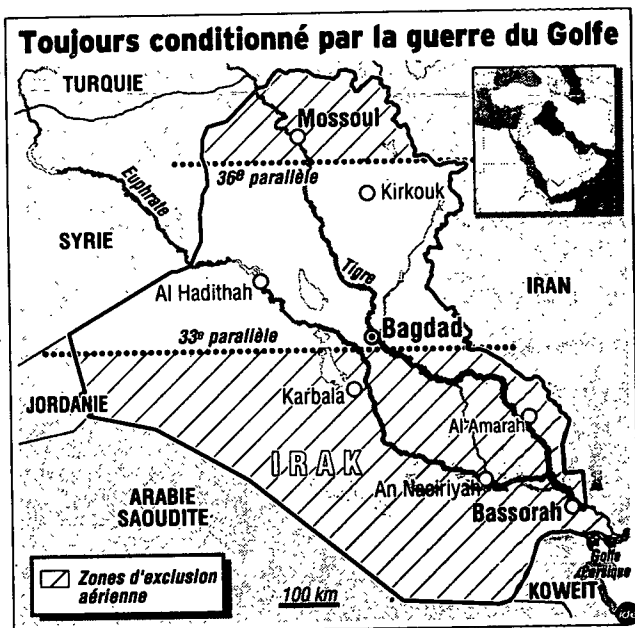 Toujours conditionné par la guerre du Golfe
TURQUIE
Mossoul
36e parallèle
Kirkouk
Euphrate
SYRIE
Tigre
IRAN
Al Hadithah
Bagdad
33e parallèle
Karbala
JORDANIE
Al Amarah
IRAK
An Nasiriyah
ARABIE
SAOUDITE
Bassorah
Golfe
Persique
KOWEIT
Zones d'exclusion
aérienne
100 km